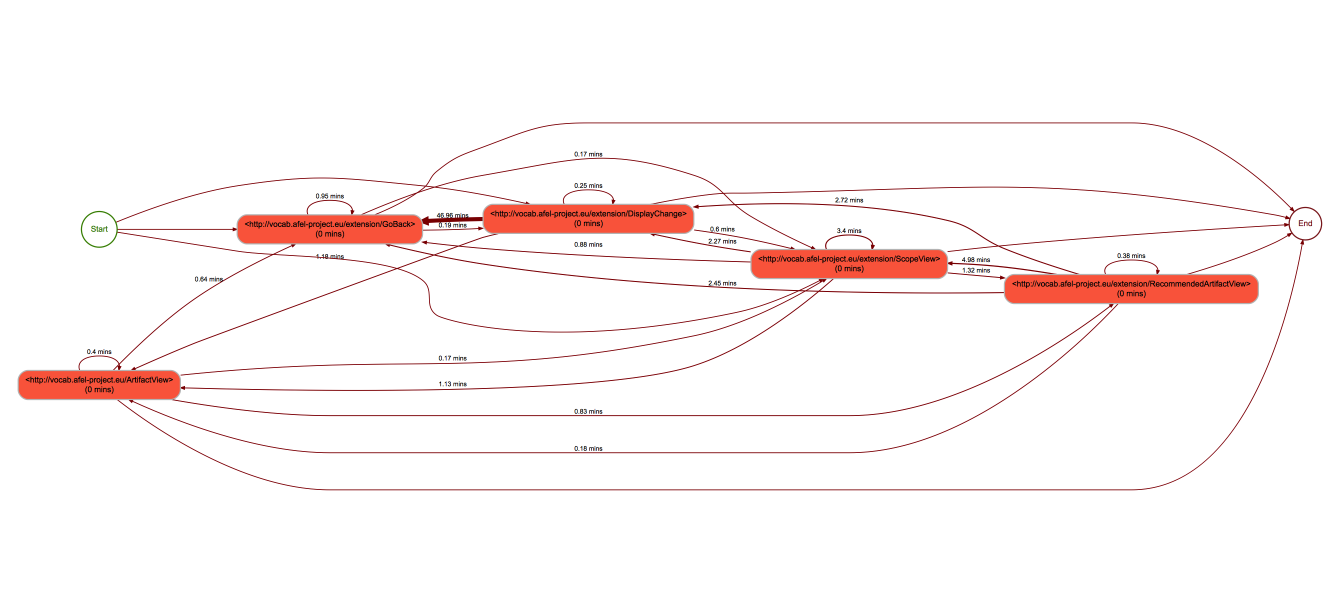 0.17 mins
0.25 mins
0.95 mins
2.72 mins
<http://vocab.afel-project.eu/extension/DisplayChange>
(0 mins)
46.96 mins
0.19 mins
<http://vocab.afel-project.eu/extension/GoBack>
(0 mins)
Start
End
0.6 mins
3.4 mins
2.27 mins
0.88 mins
1.18 mins
<http://vocab.afel-project.eu/extension/ScopeView>
(0 mins)
4.98 mins
1.32 mins
0.38 mins
0.64 mins
2.45 mins
<http://vocab.afel-project.eu/extension/RecommendedArtifactView>
(0 mins)
0.4 mins
0.17 mins
<http://vocab.afel-project.eu/ArtifactView>
(0 mins)
1.13 mins
0.83 mins
0.18 mins